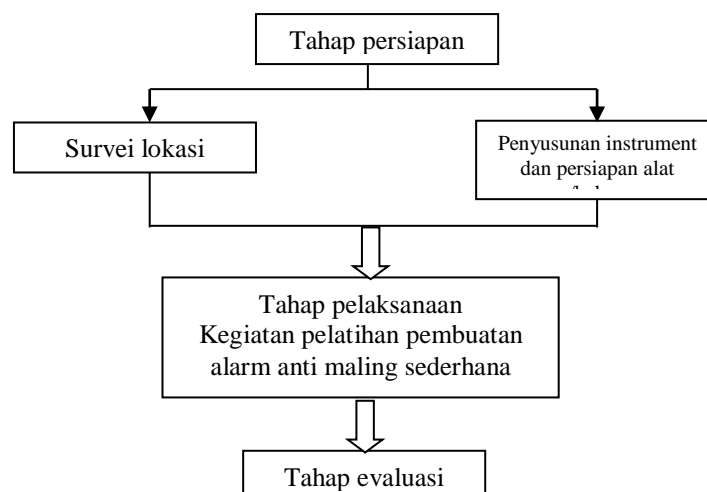 Tahap persiapan
Survei lokasi
Penyusunan instrument
dan persiapan alat
Tahap pelaksanaan
Kegiatan pelatihan pembuatan
alarm anti maling sederhana
Tahap evaluasi